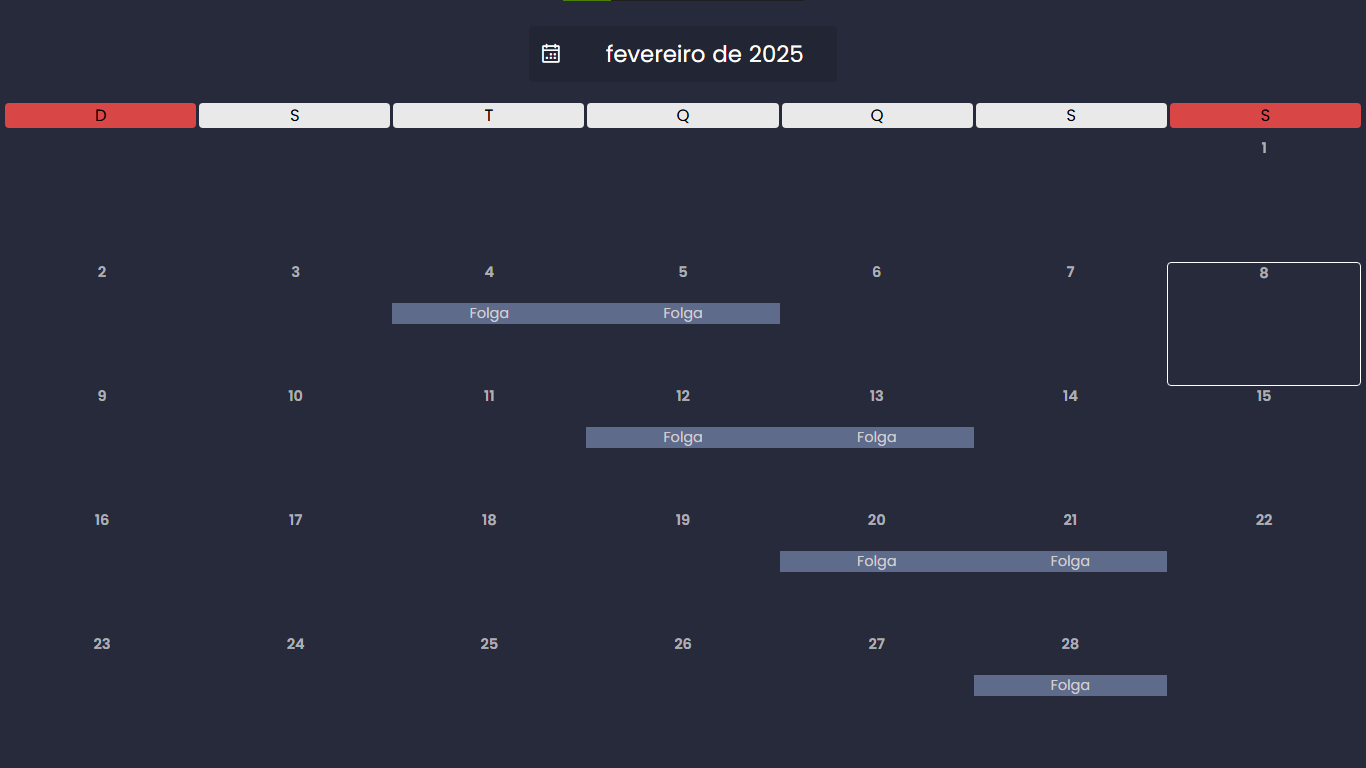 fevereiro de 2025
D S T Q Q S S
1
2 3 4 5 6 7 8
Folga Folga
9 10 11 12 13 14 15
Folga Folga
16 17 18 19 20 21 22
Folga Folga
23 24 25 26 27 28
Folga